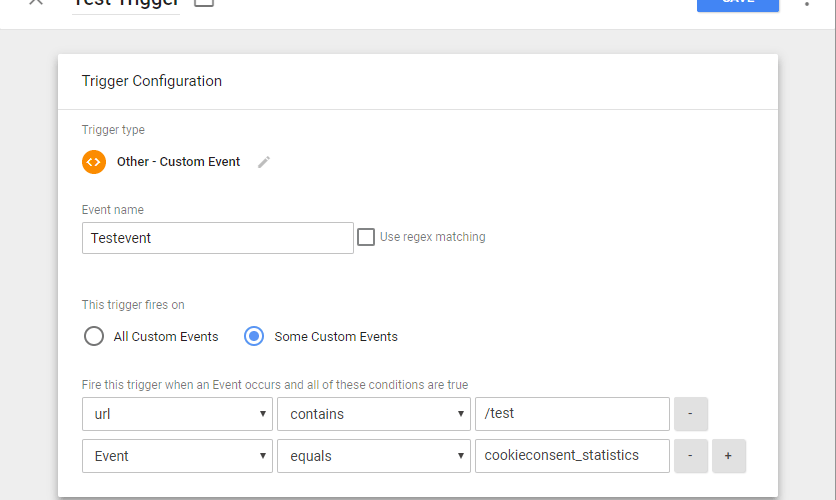 Test Trigger
SAVE
Trigger Configuration
Trigger type
Other - Custom Event
Event name
Testevent
Use regex matching
This trigger fires on
All Custom Events
Some Custom Events
Fire this trigger when an Event occurs and all of these conditions are true
url contains /test -
Event equals cookieconsent_statistics - +